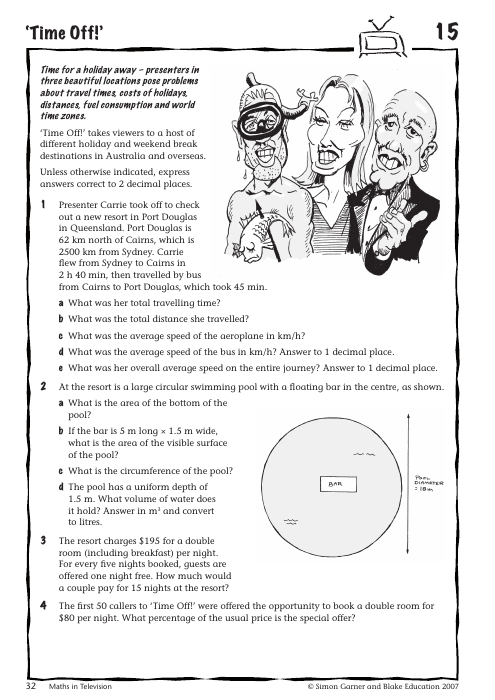 'Time Off!'
15
Time for a holiday away – presenters in
three beautiful locations pose problems
about travel times, costs of holidays,
distances, fuel consumption and world
time zones.
'Time Off!' takes viewers to a host of
different holiday and weekend break
destinations in Australia and overseas.
Unless otherwise indicated, express
answers correct to 2 decimal places.
1 Presenter Carrie took off to check
out a new resort in Port Douglas
in Queensland. Port Douglas is
62 km north of Cairns, which is
2500 km from Sydney. Carrie
flew from Sydney to Cairns in
2 h 40 min, then travelled by bus
from Cairns to Port Douglas, which took 45 min.
a What was her total travelling time?
b What was the total distance she travelled?
c What was the average speed of the aeroplane in km/h?
d What was the average speed of the bus in km/h? Answer to 1 decimal place.
e What was her overall average speed on the entire journey? Answer to 1 decimal place.
2 At the resort is a large circular swimming pool with a floating bar in the centre, as shown.
a What is the area of the bottom of the
pool?
b If the bar is 5 m long × 1.5 m wide,
what is the area of the visible surface
of the pool?
c What is the circumference of the pool?
d The pool has a uniform depth of
1.5 m. What volume of water does
it hold? Answer in m³ and convert
to litres.
BAR
POOL
DIAMETER
= 18m
3 The resort charges $195 for a double
room (including breakfast) per night.
For every five nights booked, guests are
offered one night free. How much would
a couple pay for 15 nights at the resort?
4 The first 50 callers to 'Time Off!' were offered the opportunity to book a double room for
$80 per night. What percentage of the usual price is the special offer?
32 Maths in Television
© Simon Garner and Blake Education 2007